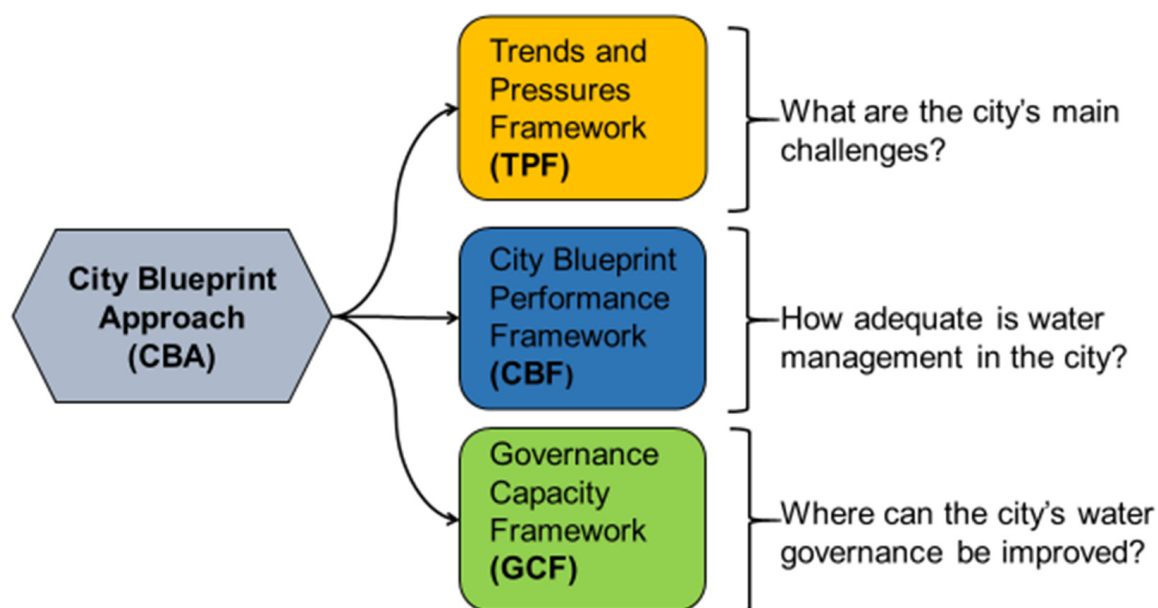 City Blueprint
Approach
(CBA)
Trends and
Pressures
Framework
(TPF)
What are the city's main
challenges?
City Blueprint
Performance
Framework
(CBF)
How adequate is water
management in the city?
Governance
Capacity
Framework
(GCF)
Where can the city's water
governance be improved?